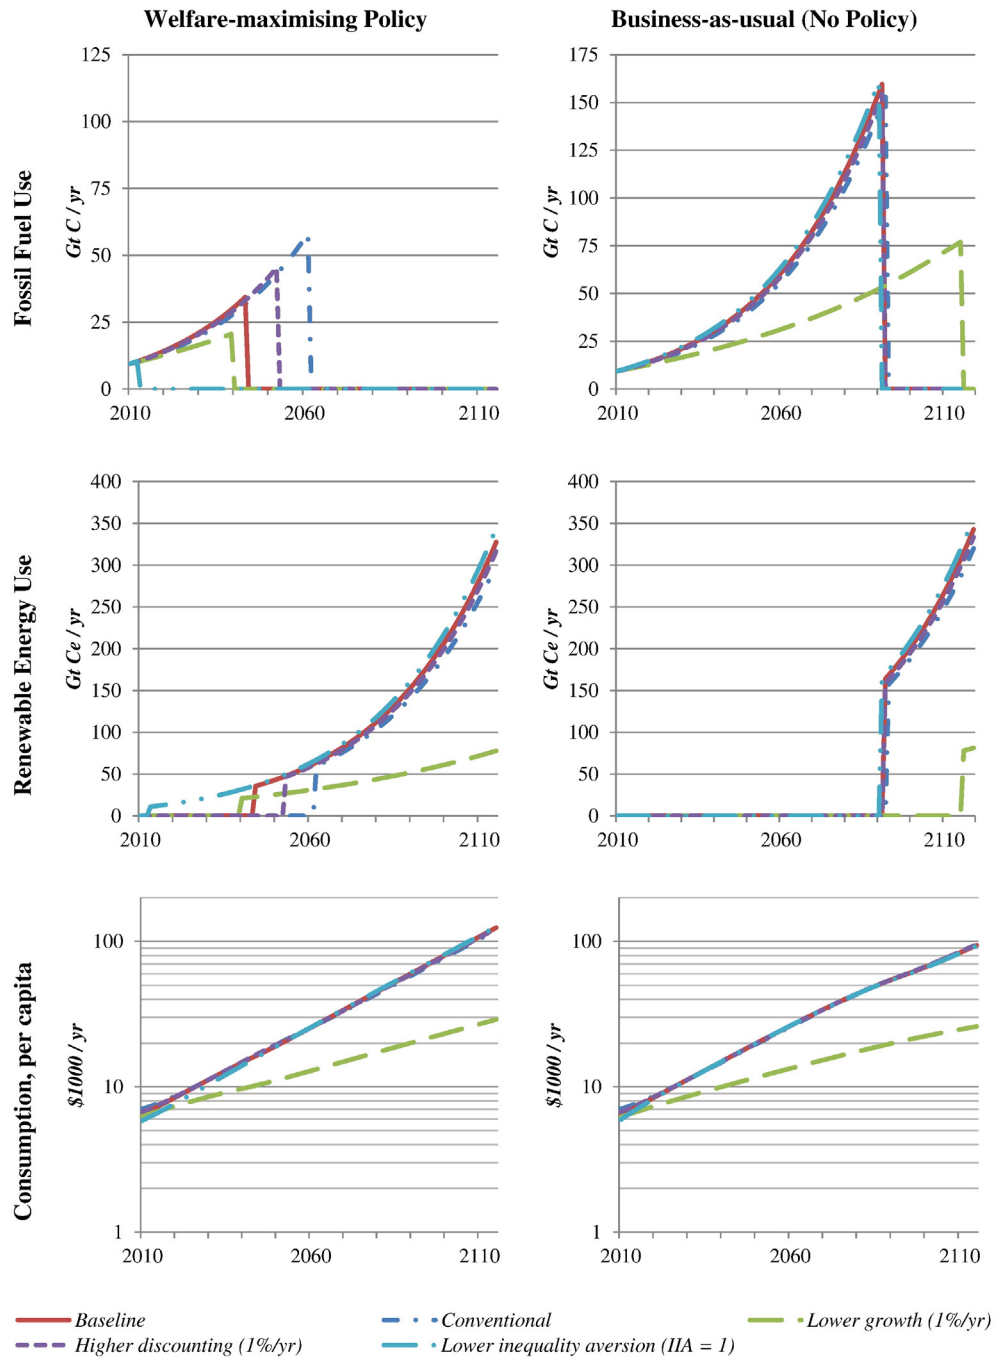 Welfare-maximising Policy
Business-as-usual (No Policy)
Fossil Fuel Use
Gt C / yr
125
100
75
50
25
0
2010 2060 2110
Gt C / yr
175
150
125
100
75
50
25
0
2010 2060 2110
Renewable Energy Use
Gt Ce / yr
400
350
300
250
200
150
100
50
0
2010 2060 2110
Gt Ce / yr
400
350
300
250
200
150
100
50
0
2010 2060 2110
Consumption, per capita
$1000 / yr
100
10
1
2010 2060 2110
$1000 / yr
100
10
1
2010 2060 2110
Baseline
Conventional
Lower growth (1%/yr)
Higher discounting (1%/yr)
Lower inequality aversion (IIA = 1)